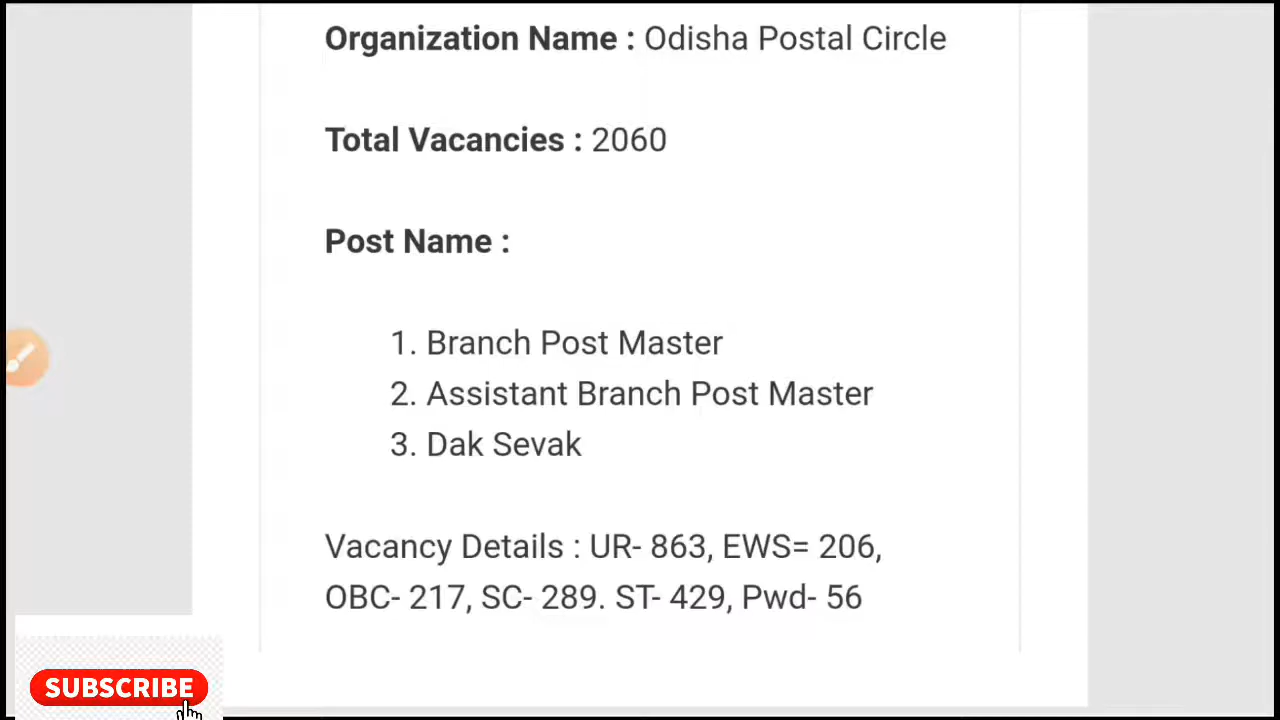 Organization Name : Odisha Postal Circle
Total Vacancies : 2060
Post Name :
1. Branch Post Master
2. Assistant Branch Post Master
3. Dak Sevak
Vacancy Details : UR- 863, EWS= 206,
OBC- 217, SC- 289. ST- 429, Pwd- 56
SUBSCRIBE